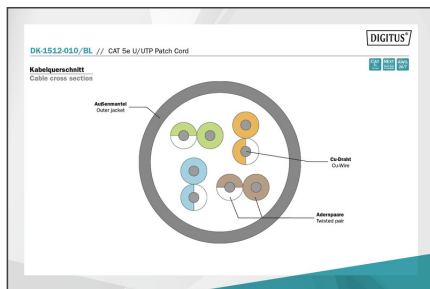 DIGITUS®
DK-1512-010/BL // CAT 5e U/UTP Patch Cord
Kabelquerschnitt
Cable cross section
Außenmantel
Outer jacket
Cu-Draht
Cu-Wire
Adernpaare
Twisted pair